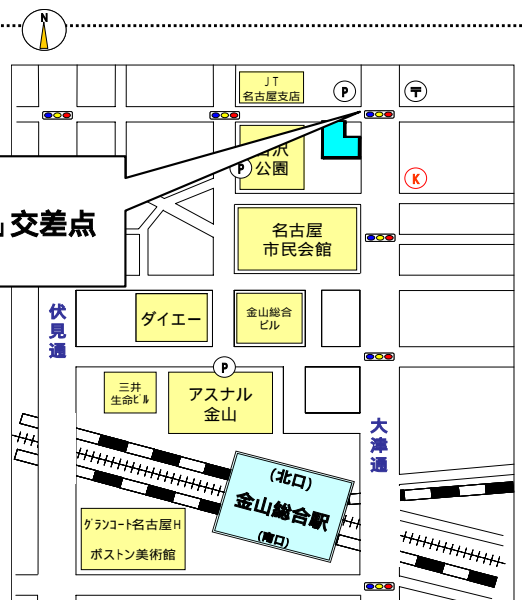 N
JT
名古屋支店
P
〒
公園
P
K
交差点
名古屋
市民会館
伏見通
ダイエー
金山総合
ビル
P
三井
生命ビル
アスナル
金山
大津通
(北口)
金山総合駅
(南口)
グランコート名古屋H
ボストン美術館